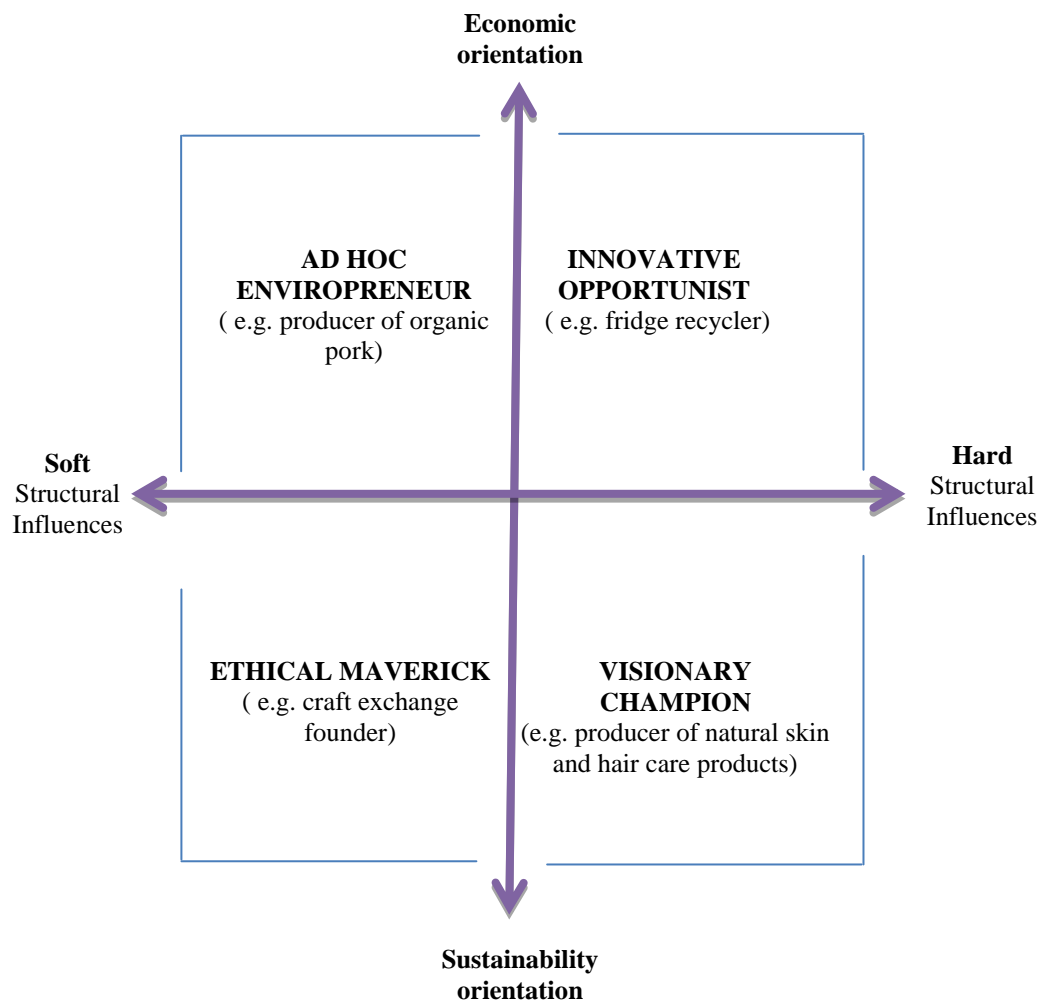 Economic
orientation
AD HOC
ENVIROPRENEUR
( e.g. producer of organic
pork)
INNOVATIVE
OPPORTUNIST
( e.g. fridge recycler)
Soft
Structural
Influences
Hard
Structural
Influences
ETHICAL MAVERICK
( e.g. craft exchange
founder)
VISIONARY
CHAMPION
(e.g. producer of natural skin
and hair care products)
Sustainability
orientation